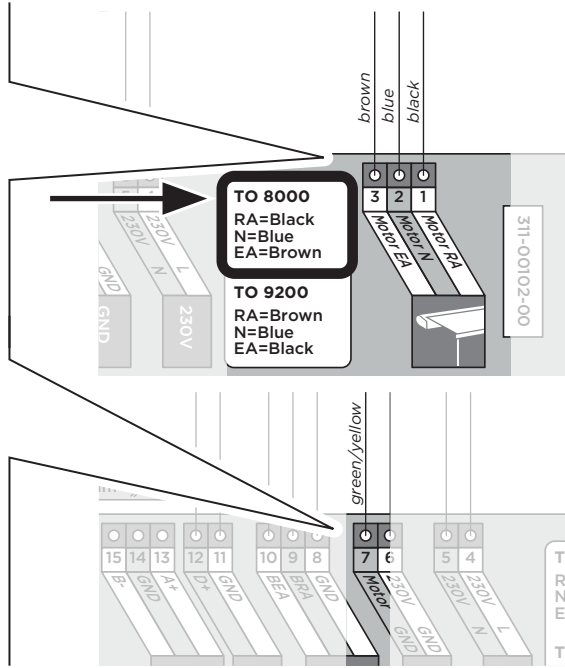 brown
blue
black
TO 8000
RA=Black
N=Blue
EA=Brown
TO 9200
RA=Brown
N=Blue
EA=Black
3 2 1
Motor EA
Motor N
Motor RA
311-00102-00
230V N
230V L
GND
GND
230V
green/yellow
15 14 13 12 11 10 9 8 7 6 5 4
B-
GND
A+
D+
GND
BEA
BRA
GND
Motor GND
230V GND
230V N
230V L
T
R
N
E
T